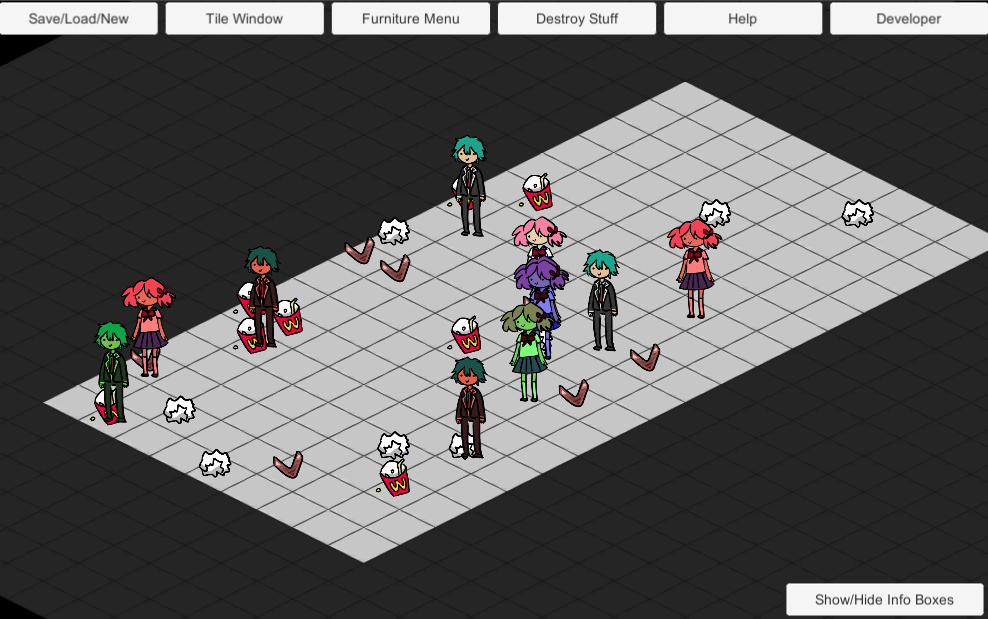 Save/Load/New
Tile Window
Furniture Menu
Destroy Stuff
Help
Developer
W
W
W
W
W
Show/Hide Info Boxes